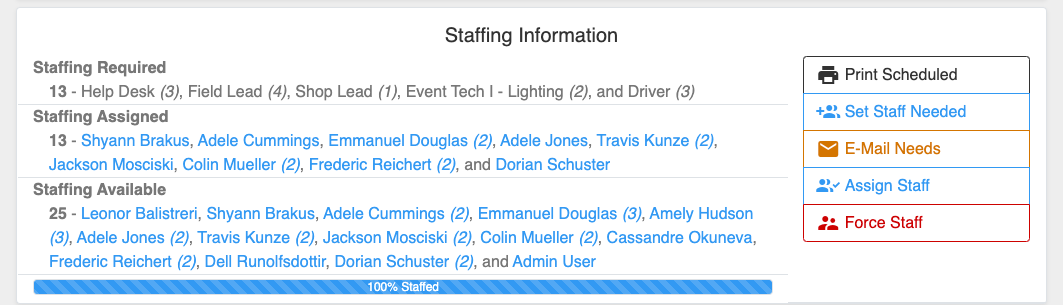 Staffing Information
Staffing Required
13 - Help Desk (3), Field Lead (4), Shop Lead (1), Event Tech I - Lighting (2), and Driver (3)
Staffing Assigned
13 - Shyann Brakus, Adele Cummings, Emmanuel Douglas (2), Adele Jones, Travis Kunze (2),
Jackson Mosciski, Colin Mueller (2), Frederic Reichert (2), and Dorian Schuster
Staffing Available
25 - Leonor Balistreri, Shyann Brakus, Adele Cummings (2), Emmanuel Douglas (3), Amely Hudson
(3), Adele Jones (2), Travis Kunze (2), Jackson Mosciski (2), Colin Mueller (2), Cassandre Okuneva,
Frederic Reichert (2), Dell Runolfsdottir, Dorian Schuster (2), and Admin User
100% Staffed
Print Scheduled
Set Staff Needed
E-Mail Needs
Assign Staff
Force Staff